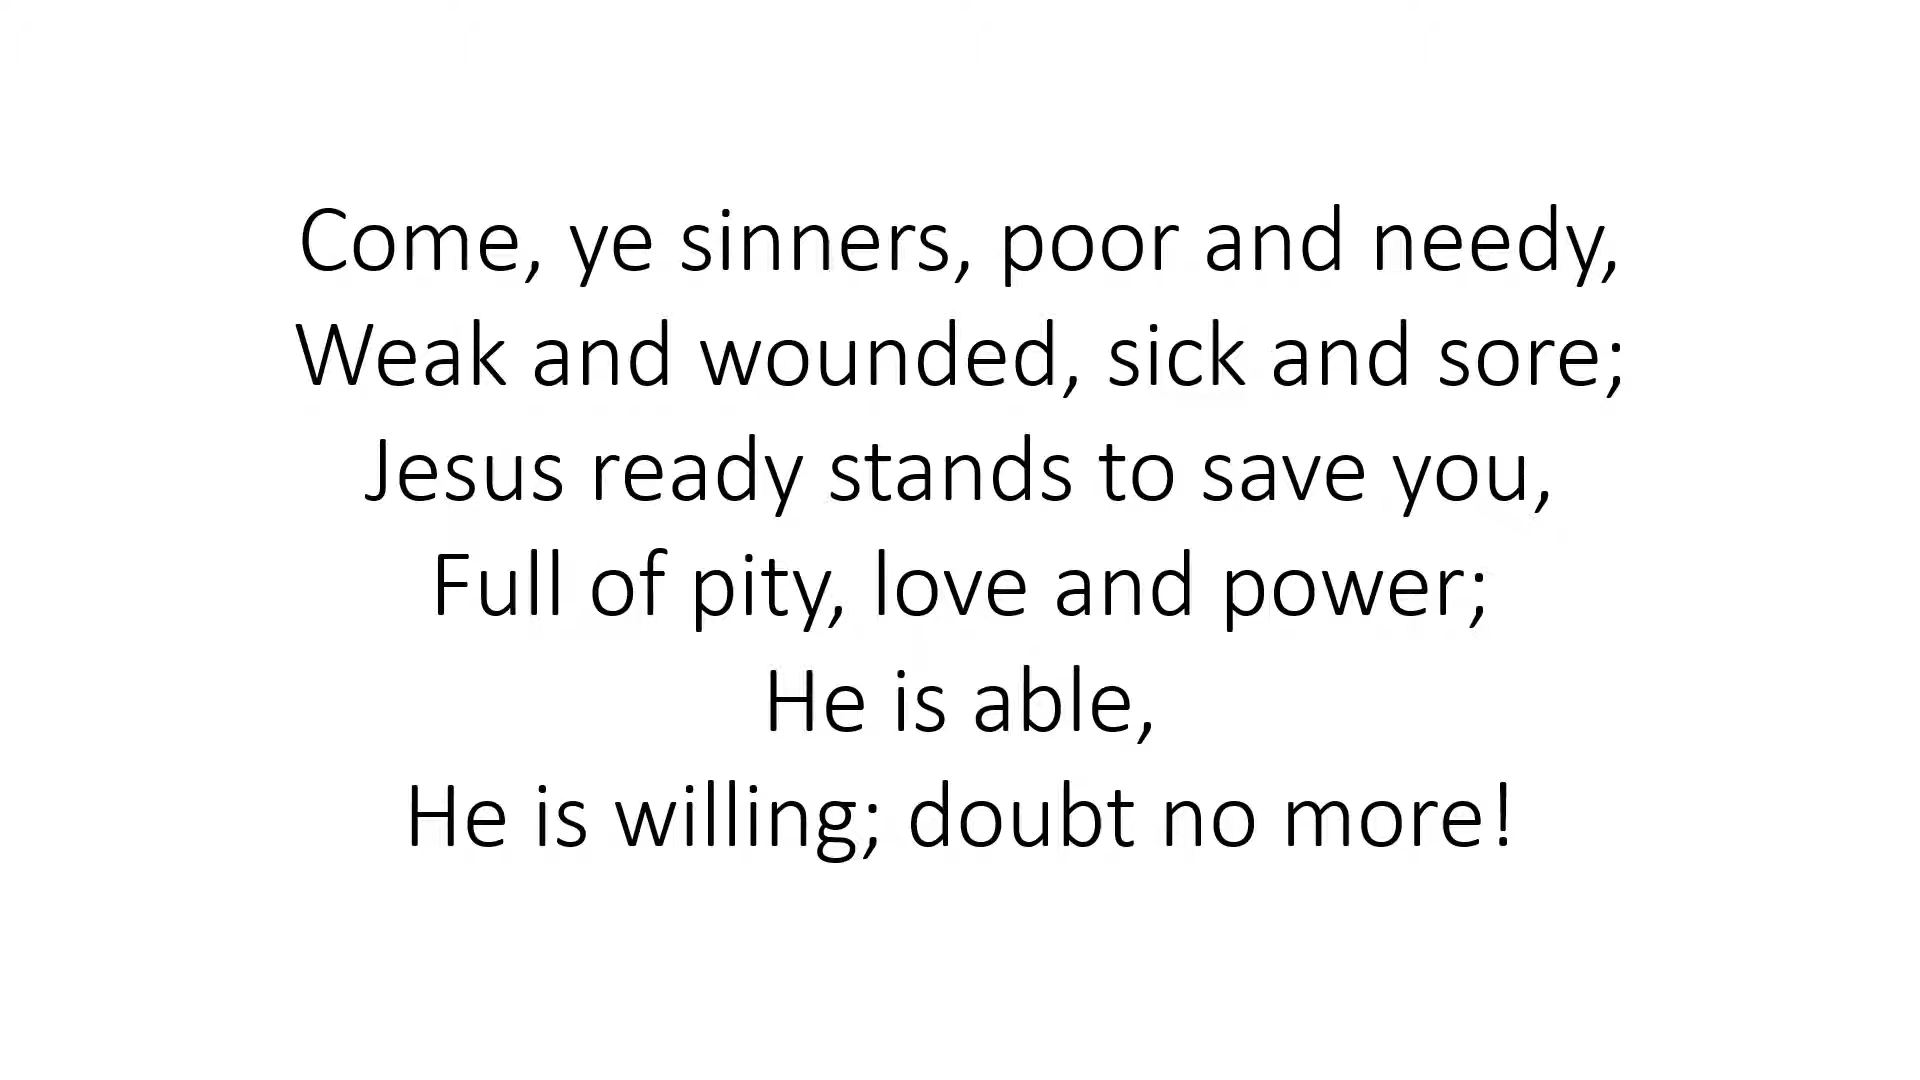 Come, ye sinners, poor and needy,
Weak and wounded, sick and sore;
Jesus ready stands to save you,
Full of pity, love and power;
He is able,
He is willing; doubt no more!